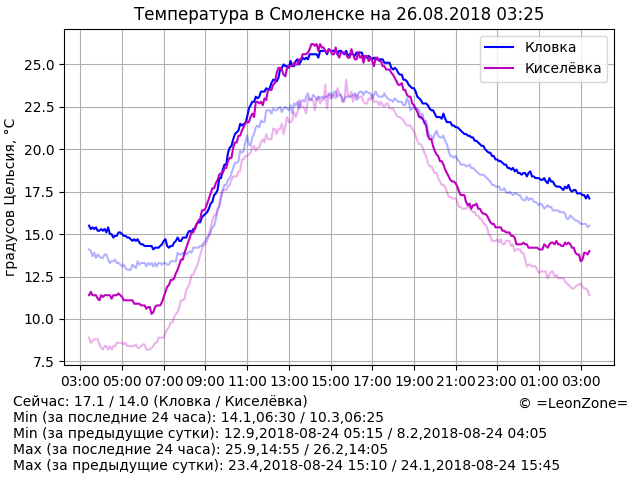 Температура в Смоленске на 26.08.2018 03:25
градусов Цельсия, °C
25.0
22.5
20.0
17.5
15.0
12.5
10.0
7.5
Кловка
Киселёвка
03:00 05:00 07:00 09:00 11:00 13:00 15:00 17:00 19:00 21:00 23:00 01:00 03:00
Сейчас: 17.1 / 14.0 (Кловка / Киселёвка)
© =LeonZone=
Min (за последние 24 часа): 14.1,06:30 / 10.3,06:25
Min (за предыдущие сутки): 12.9,2018-08-24 05:15 / 8.2,2018-08-24 04:05
Max (за последние 24 часа): 25.9,14:55 / 26.2,14:05
Max (за предыдущие сутки): 23.4,2018-08-24 15:10 / 24.1,2018-08-24 15:45